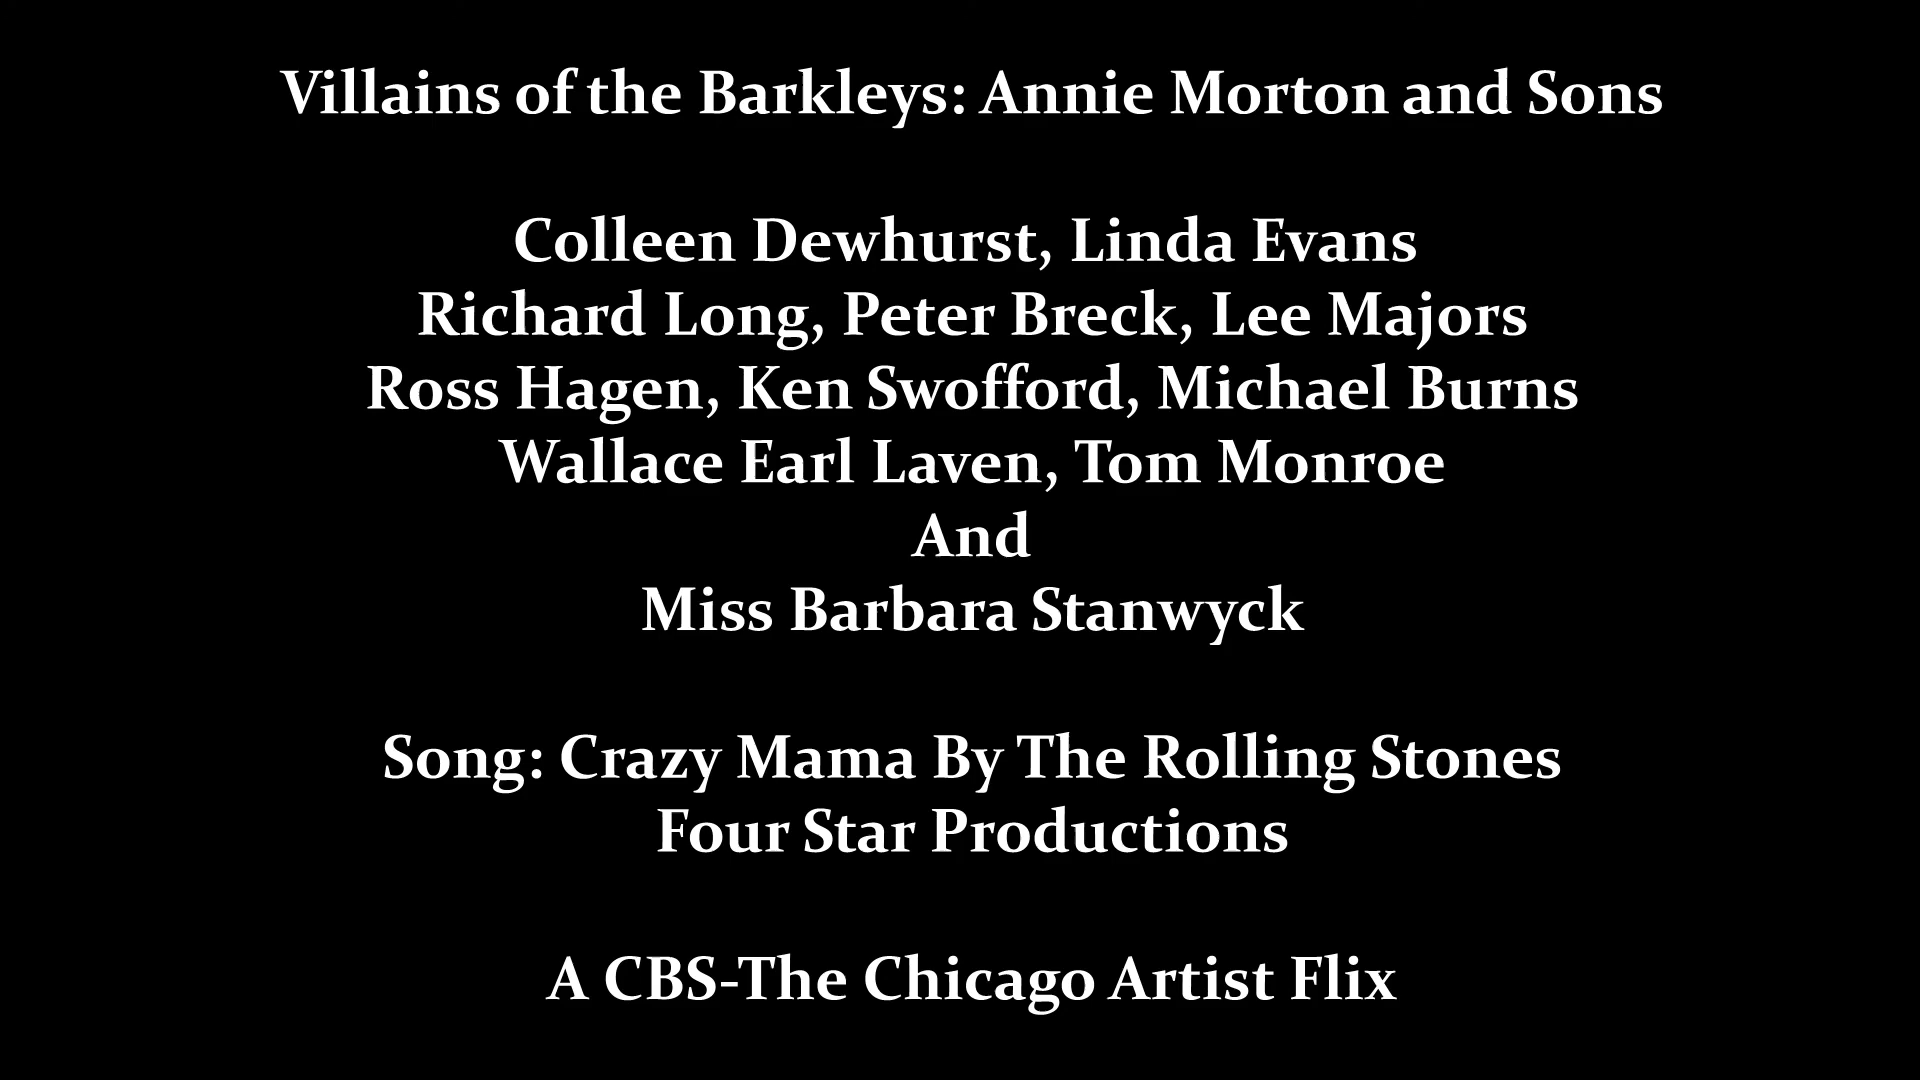 Villains of the Barkleys: Annie Morton and Sons
Colleen Dewhurst, Linda Evans
Richard Long, Peter Breck, Lee Majors
Ross Hagen, Ken Swofford, Michael Burns
Wallace Earl Laven, Tom Monroe
And
Miss Barbara Stanwyck
Song: Crazy Mama By The Rolling Stones
Four Star Productions
A CBS-The Chicago Artist Flix